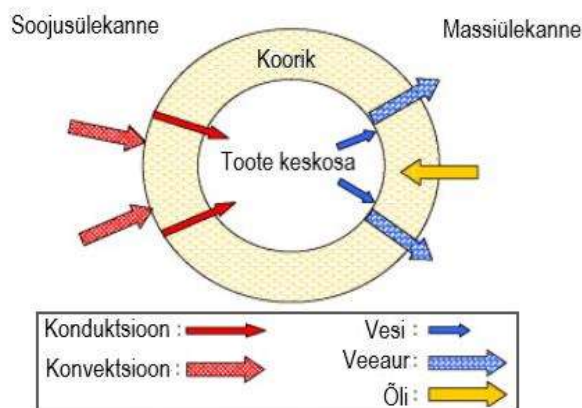 Soojusülekanne
Massiülekanne
Koorik
Toote keskosa
Konduktsioon :
Konvektsioon :
Vesi :
Veeaur:
Õli :